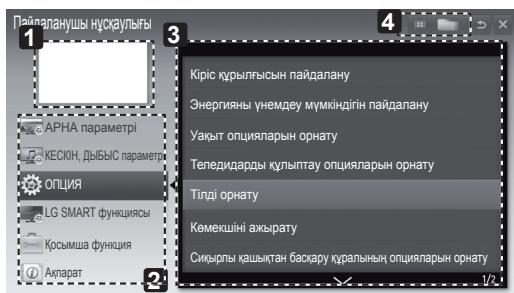 Пайдаланушы нұсқаулығы
1
3
4
АРНА параметрі
КЕСКІН, ДЫБЫС параметр
ОПЦИЯ
LG SMART функциясы
Қосымша функция
Ақпарат
2
Кіріс құрылғысын пайдалану
Энергияны үнемдеу мүмкіндігін пайдалану
Уақыт опцияларын орнату
Теледидарды құлыптау опцияларын орнату
Тілді орнату
Көмекшіні ажырату
Сиқырлы қашықтан басқару құралының опцияларын орнату
1/2